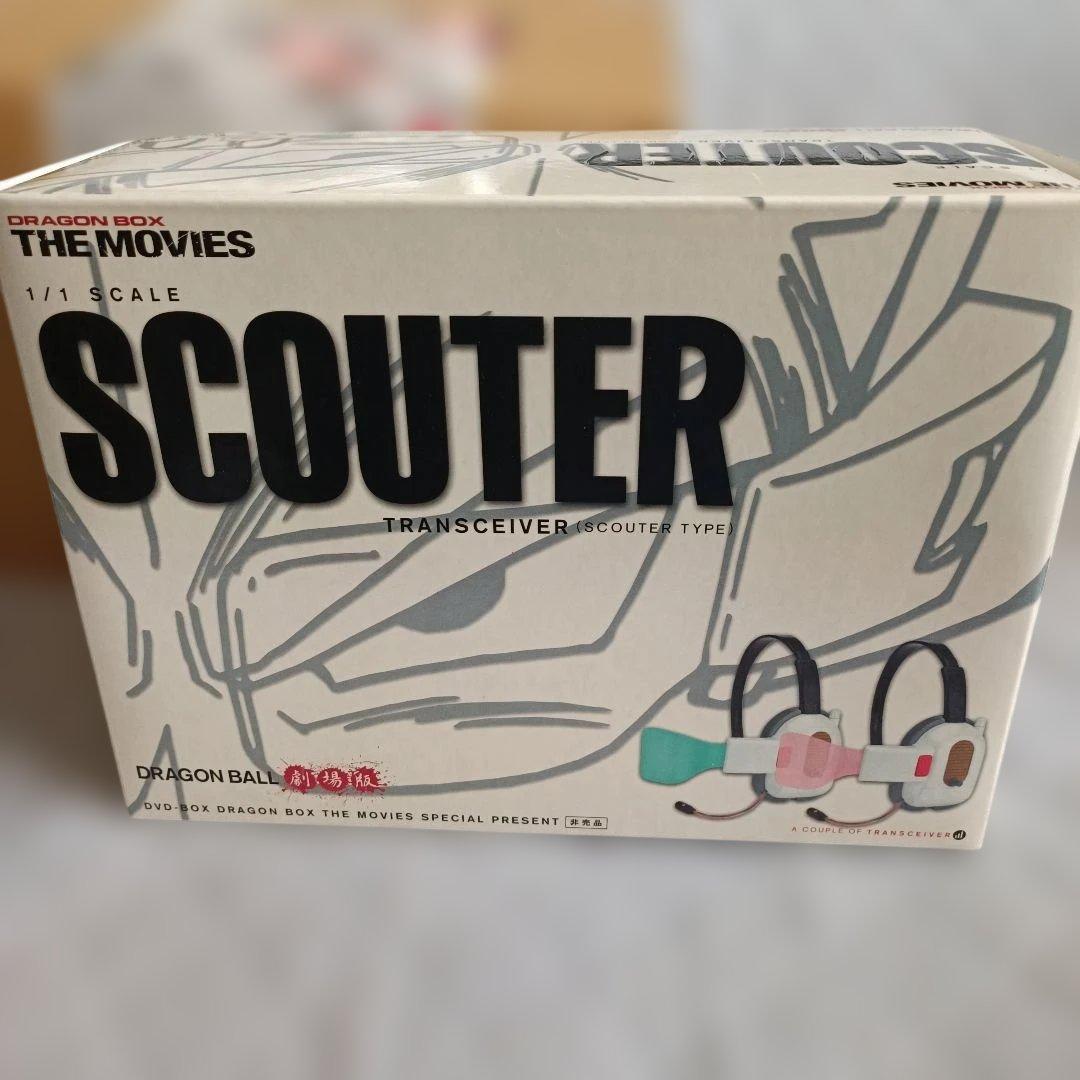 SCOUTER
THE MOVIES
DRAGON BOX
THE MOVIES
1/1 SCALE
SCOUTER
TRANSCEIVER (SCOUTER TYPE)
DRAGON BALL 劇場版
DVD-BOX DRAGON BOX THE MOVIES SPECIAL PRESENT 非売品
A COUPLE OF TRANSCEIVER